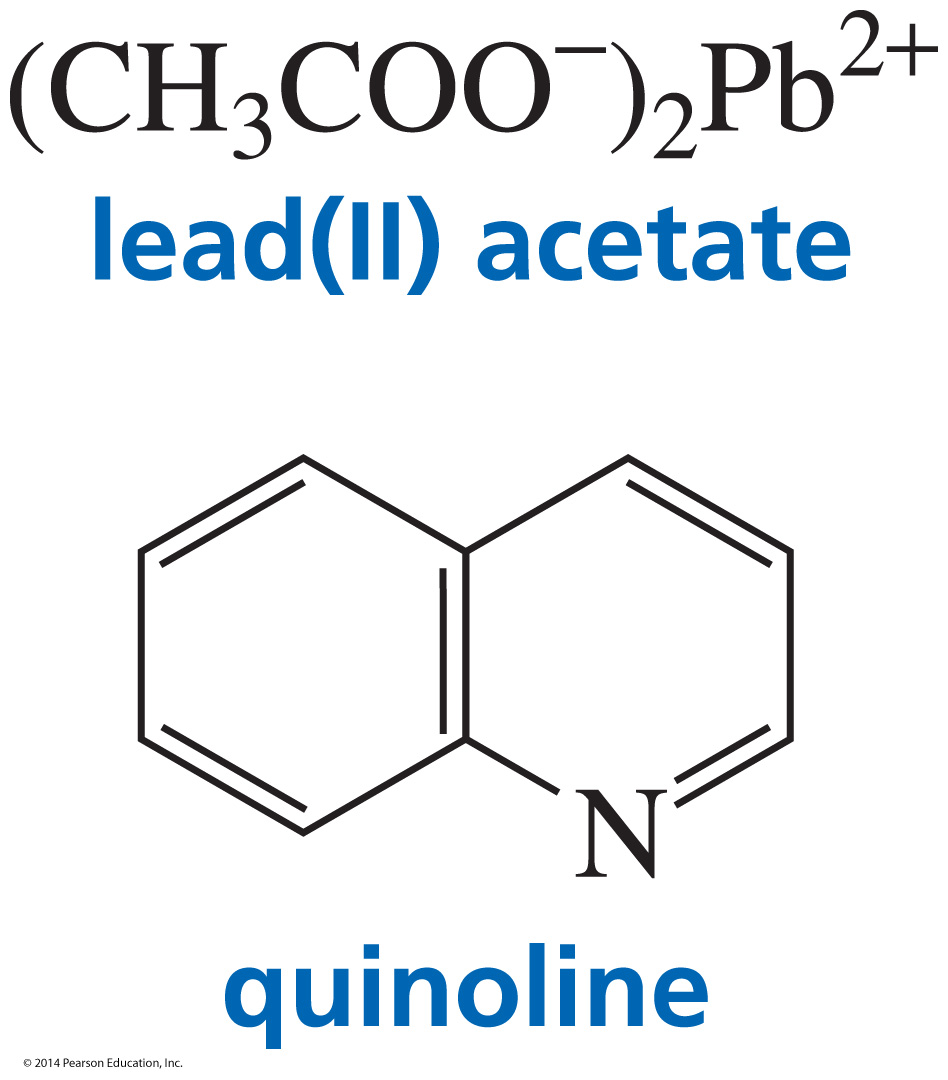 (CH₃COO⁻)₂Pb²⁺
lead(II) acetate
N
quinoline
© 2014 Pearson Education, Inc.